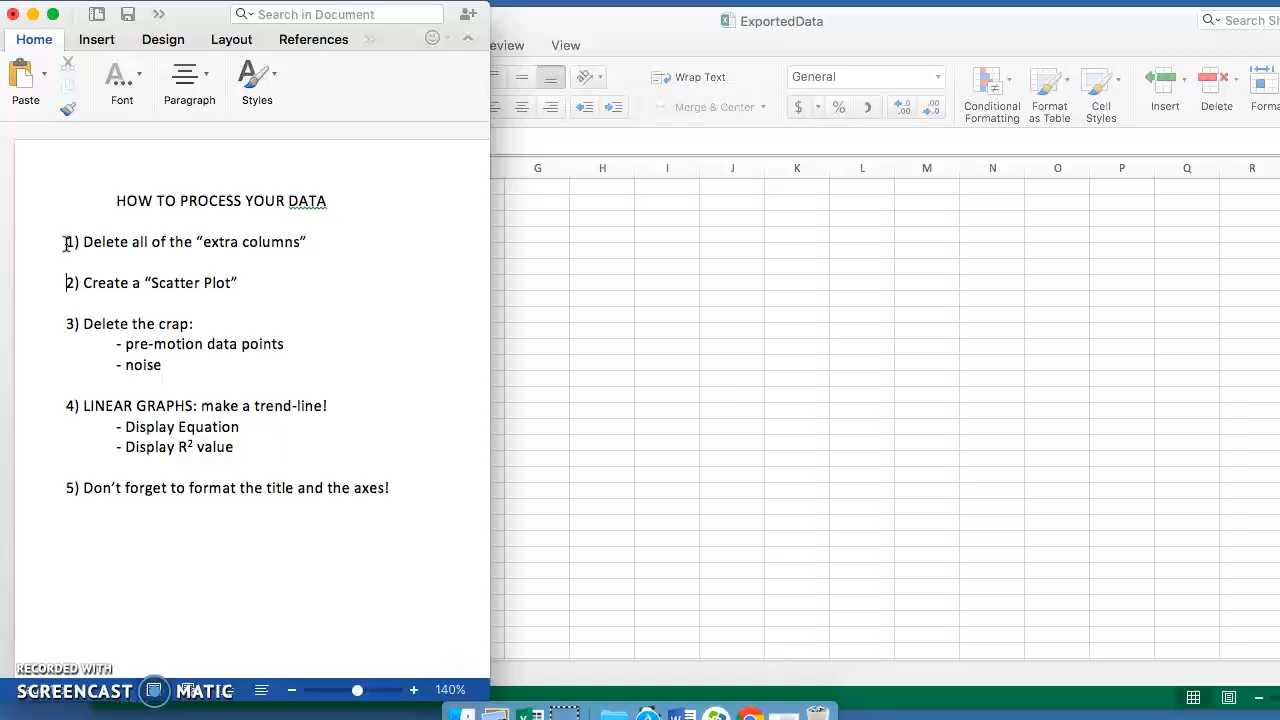 Search in Document
Home Insert Design Layout References
Paste Font Paragraph Styles
HOW TO PROCESS YOUR DATA
1) Delete all of the “extra columns”
2) Create a “Scatter Plot”
3) Delete the crap:
- pre-motion data points
- noise
4) LINEAR GRAPHS: make a trend-line!
- Display Equation
- Display R² value
5) Don’t forget to format the title and the axes!
RECORDED WITH
SCREENCAST MATIC
140%
ExportedData
Search
View
Wrap Text
General
Merge & Center
$ %
Conditional Formatting
Format as Table
Cell Styles
Insert
G H I J K L M N O P Q R